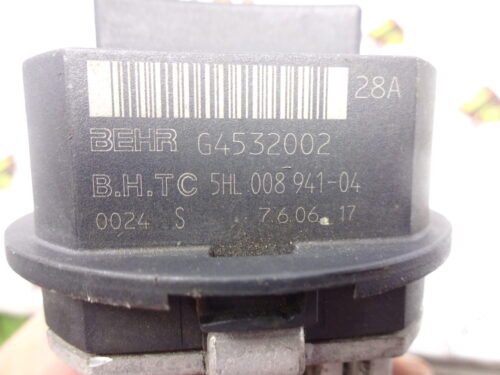 28A
BEHR G4532002
B.H.TC 5HL 008 941-04
0024 S 7.6.06 17